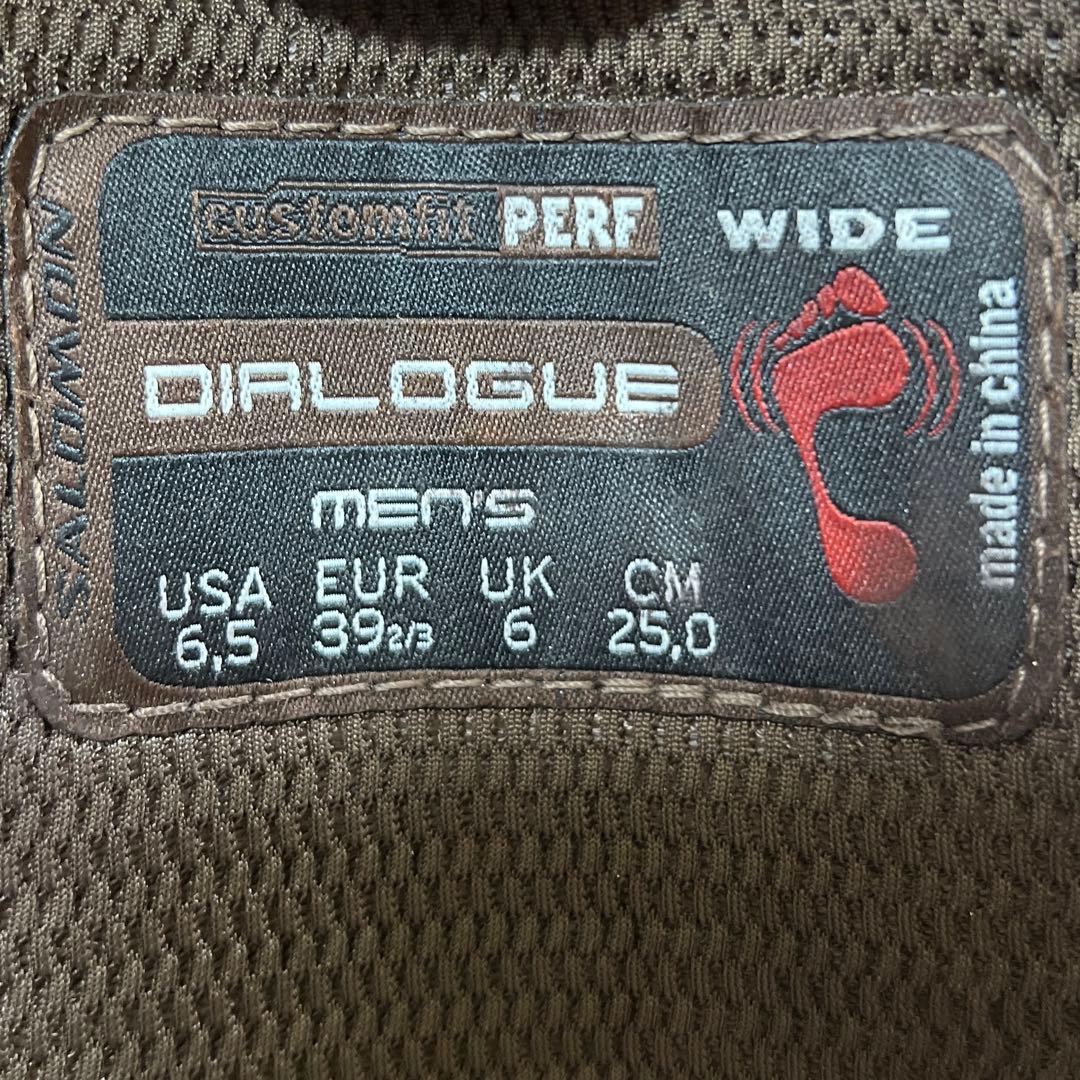 customfit PERF WIDE
SALOMON
DIALOGUE
MEN'S
USA EUR UK CM
6,5 39 2/3 6 25,0
made in china